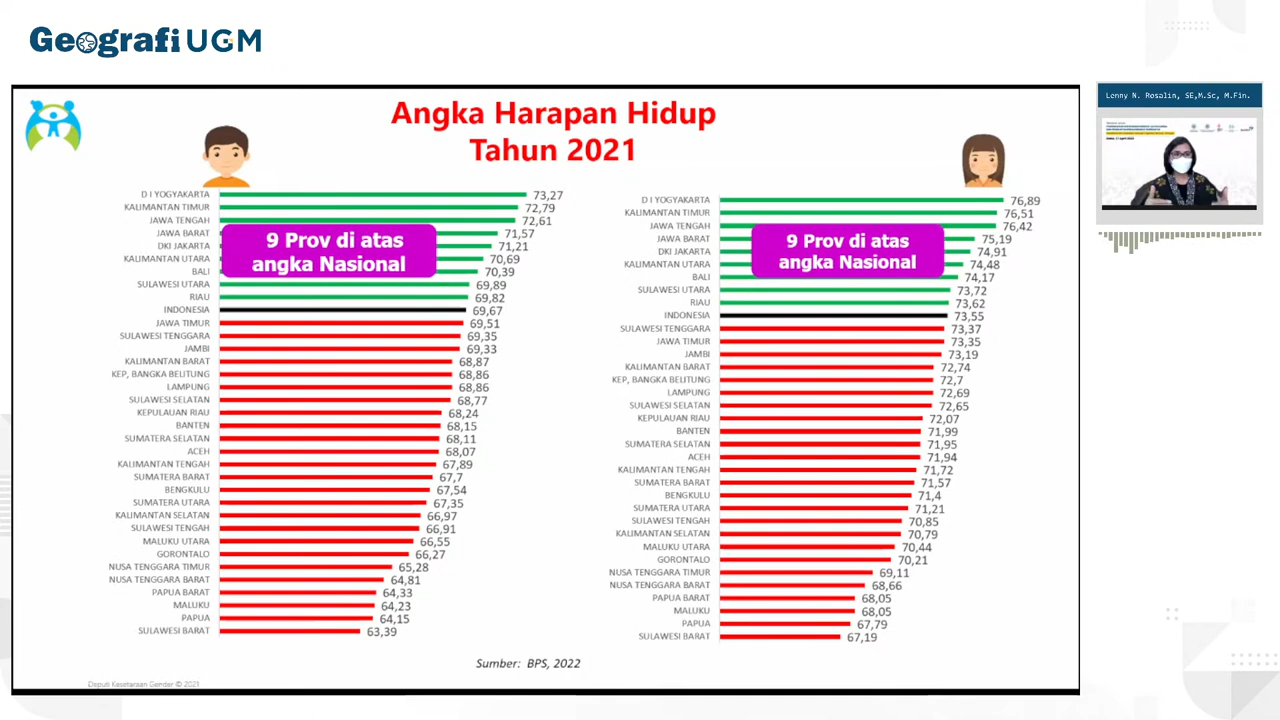 Geografi UGM
Angka Harapan Hidup
Tahun 2021
9 Prov di atas
angka Nasional
D I YOGYAKARTA 73,27
KALIMANTAN TIMUR 72,79
JAWA TENGAH 72,61
JAWA BARAT 71,57
DKI JAKARTA 71,21
KALIMANTAN UTARA 70,69
BALI 70,39
SULAWESI UTARA 69,89
RIAU 69,82
INDONESIA 69,67
JAWA TIMUR 69,51
SULAWESI TENGGARA 69,35
JAMBI 69,33
KALIMANTAN BARAT 68,87
KEP, BANGKA BELITUNG 68,86
LAMPUNG 68,86
SULAWESI SELATAN 68,77
KEPULAUAN RIAU 68,24
BANTEN 68,15
SUMATERA SELATAN 68,11
ACEH 68,07
KALIMANTAN TENGAH 67,89
SUMATERA BARAT 67,7
BENGKULU 67,54
SUMATERA UTARA 67,35
KALIMANTAN SELATAN 66,97
SULAWESI TENGAH 66,91
MALUKU UTARA 66,55
GORONTALO 66,27
NUSA TENGGARA TIMUR 65,28
NUSA TENGGARA BARAT 64,81
PAPUA BARAT 64,33
MALUKU 64,23
PAPUA 64,15
SULAWESI BARAT 63,39
9 Prov di atas
angka Nasional
D I YOGYAKARTA 76,89
KALIMANTAN TIMUR 76,51
JAWA TENGAH 76,42
JAWA BARAT 75,19
DKI JAKARTA 74,91
KALIMANTAN UTARA 74,48
BALI 74,17
SULAWESI UTARA 73,72
RIAU 73,62
INDONESIA 73,55
SULAWESI TENGGARA 73,37
JAWA TIMUR 73,35
JAMBI 73,19
KALIMANTAN BARAT 72,74
KEP, BANGKA BELITUNG 72,7
LAMPUNG 72,69
SULAWESI SELATAN 72,65
KEPULAUAN RIAU 72,07
BANTEN 71,99
SUMATERA SELATAN 71,95
ACEH 71,94
KALIMANTAN TENGAH 71,72
SUMATERA BARAT 71,57
BENGKULU 71,4
SUMATERA UTARA 71,21
SULAWESI TENGAH 70,85
KALIMANTAN SELATAN 70,79
MALUKU UTARA 70,44
GORONTALO 70,21
NUSA TENGGARA TIMUR 69,11
NUSA TENGGARA BARAT 68,66
PAPUA BARAT 68,05
MALUKU 68,05
PAPUA 67,79
SULAWESI BARAT 67,19
Sumber: BPS, 2022
Deputi Kesetaraan Gender © 2021
Lenny N. Rosalin, SE,M.Sc, M.Fin.